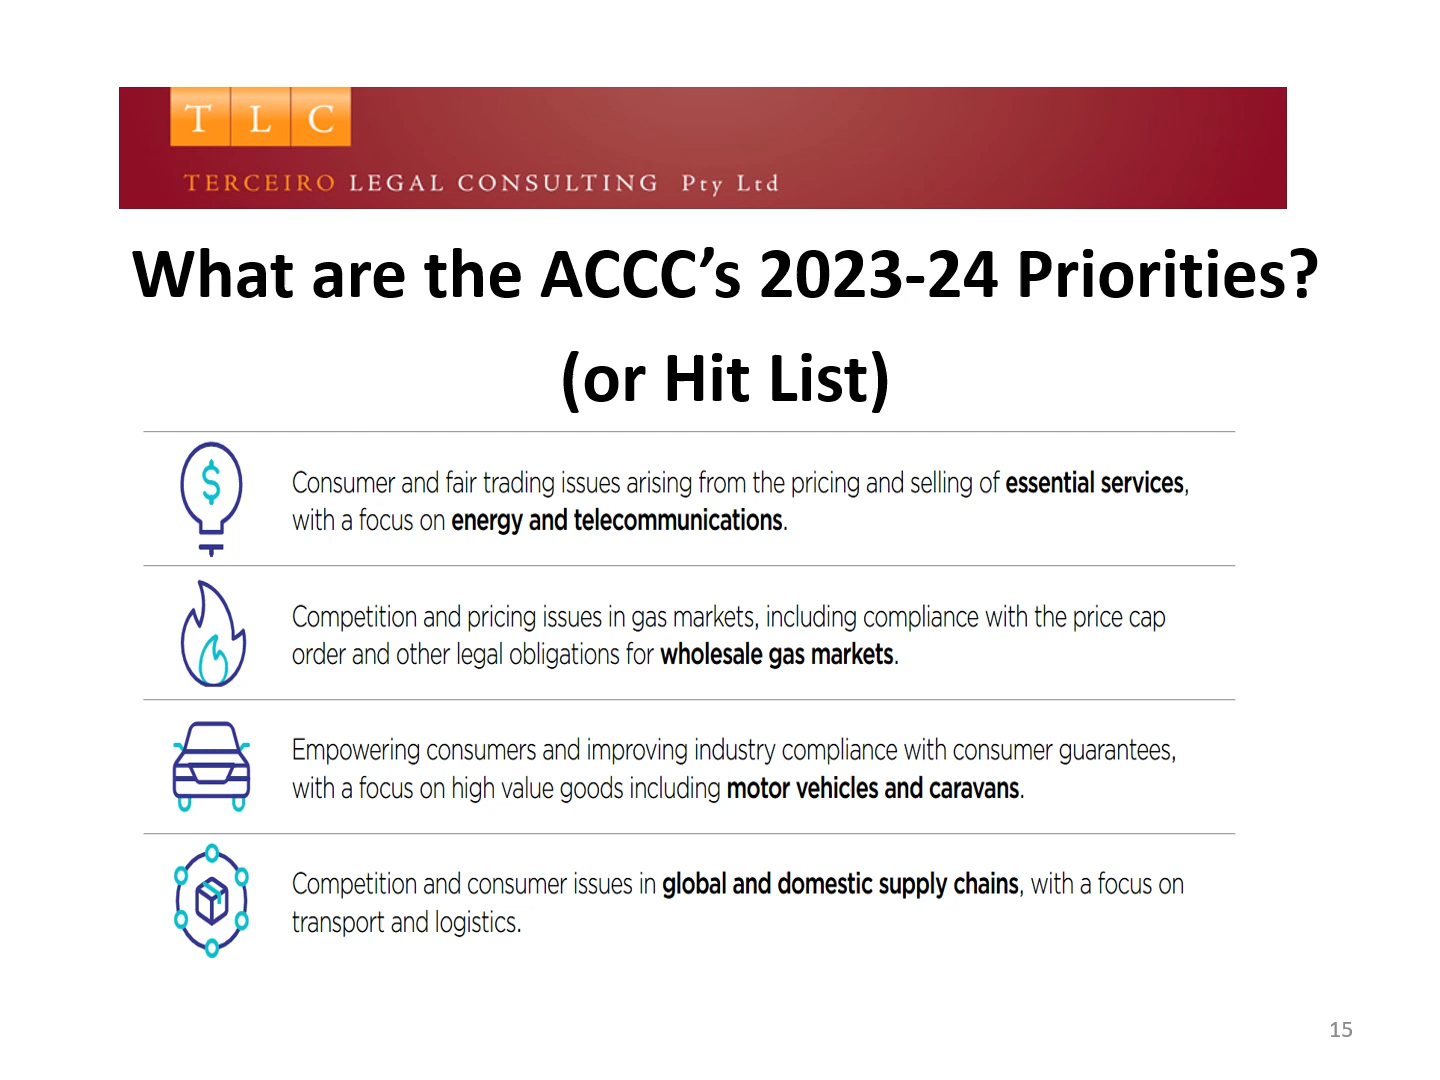 T L C
TERCEIRO LEGAL CONSULTING Pty Ltd
What are the ACCC’s 2023-24 Priorities?
(or Hit List)
$
Consumer and fair trading issues arising from the pricing and selling of essential services,
with a focus on energy and telecommunications.
Competition and pricing issues in gas markets, including compliance with the price cap
order and other legal obligations for wholesale gas markets.
Empowering consumers and improving industry compliance with consumer guarantees,
with a focus on high value goods including motor vehicles and caravans.
Competition and consumer issues in global and domestic supply chains, with a focus on
transport and logistics.
15